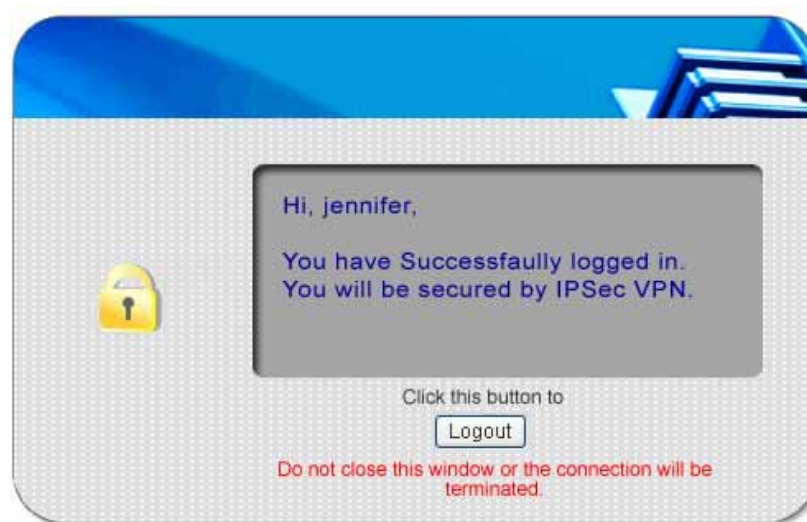 Hi, jennifer,
You have Successfaully logged in.
You will be secured by IPSec VPN.
Click this button to
Logout
Do not close this window or the connection will be
terminated.